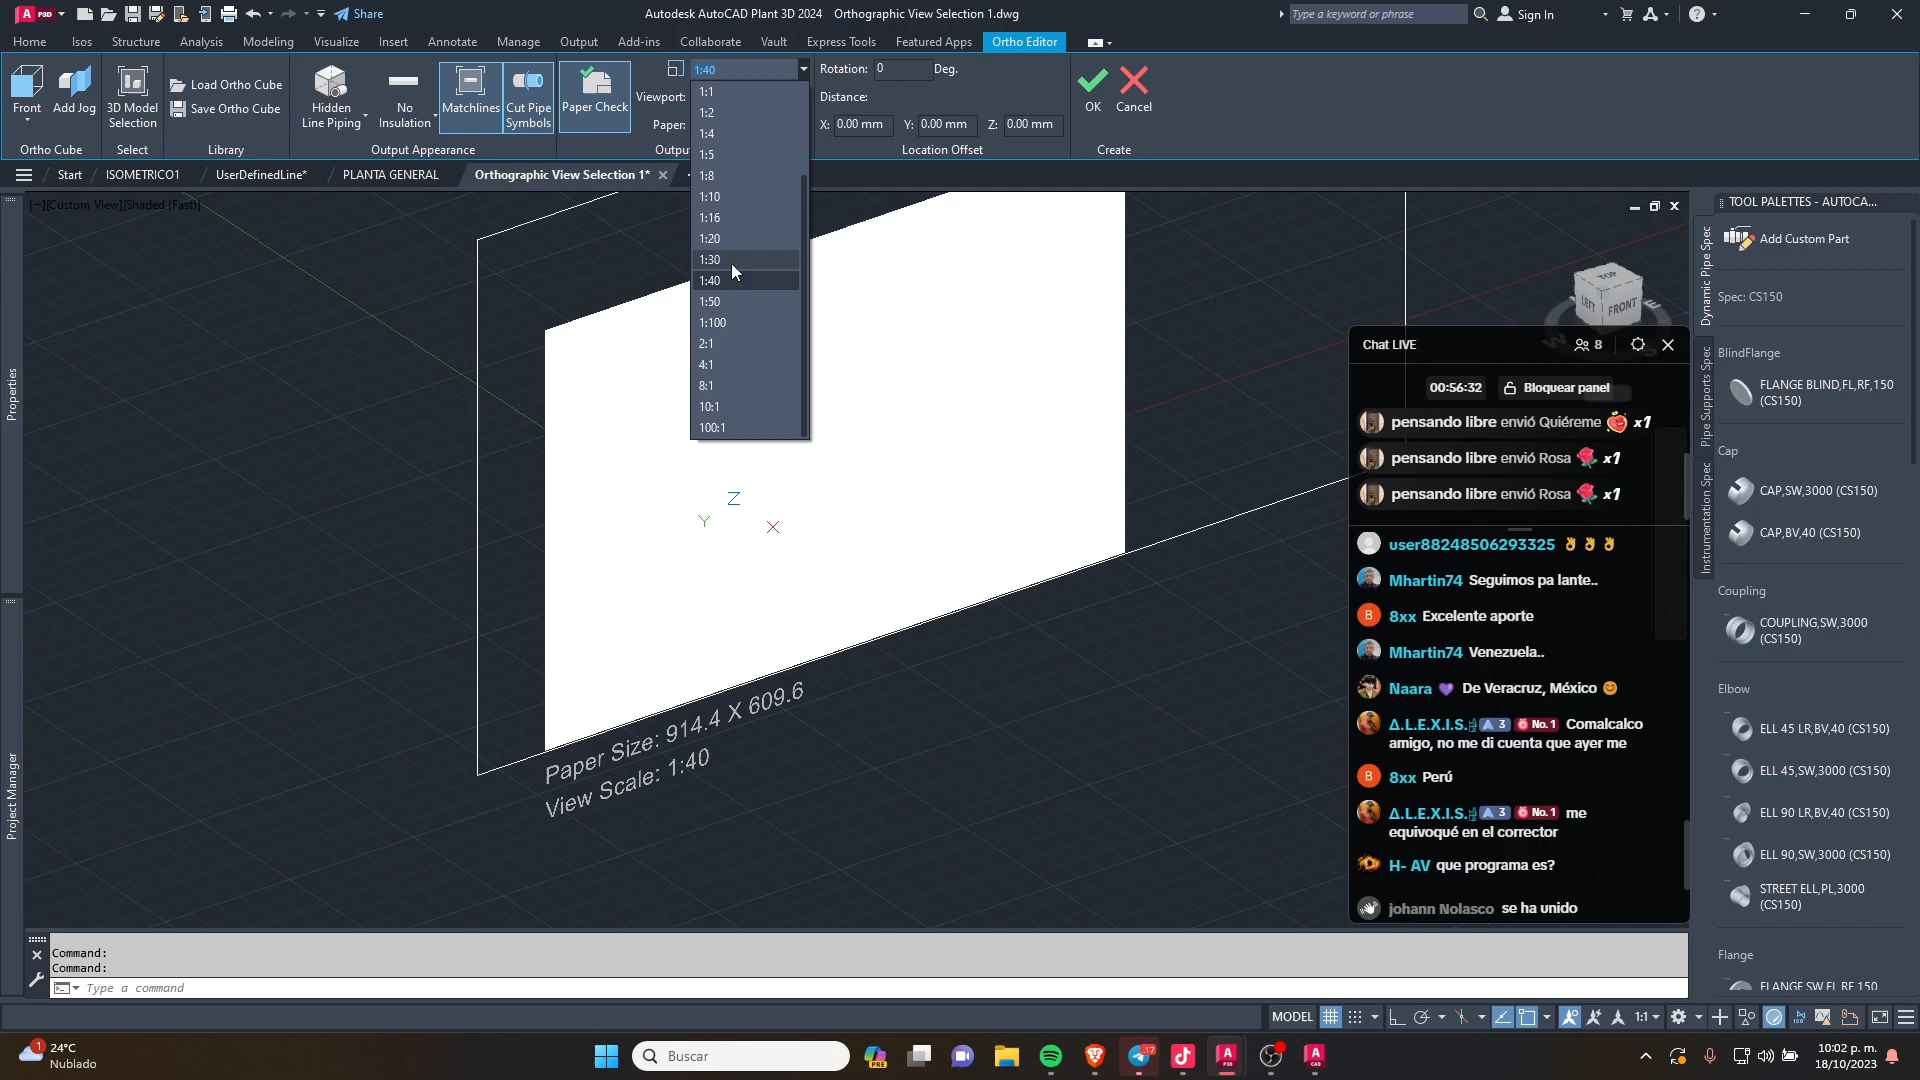 P3D
Share
Autodesk AutoCAD Plant 3D 2024 Orthographic View Selection 1.dwg
Type a keyword or phrase
Sign In
Home Isos Structure Analysis Modeling Visualize Insert Annotate Manage Output Add-ins Collaborate Vault Express Tools Featured Apps Ortho Editor
Front
Add Jog
3D Model
Selection
Load Ortho Cube
Save Ortho Cube
Hidden
Line Piping
No
Insulation
Matchlines
Cut Pipe
Symbols
Paper Check
1:40
Viewport:
Paper:
Rotation: 0 Deg.
Distance:
X: 0.00 mm Y: 0.00 mm Z: 0.00 mm
OK
Cancel
Ortho Cube
Select
Library
Output Appearance
Outpu
Location Offset
Create
1:1
1:2
1:4
1:5
1:8
1:10
1:16
1:20
1:30
1:40
1:50
1:100
2:1
4:1
8:1
10:1
100:1
Start
ISOMETRICO1
UserDefinedLine*
PLANTA GENERAL
Orthographic View Selection 1*
[−][Custom View][Shaded (Fast)]
Properties
Project Manager
Z
Y
X
Paper Size: 914.4 X 609.6
View Scale: 1:40
TOP
LEFT
FRONT
W
E
Chat LIVE
8
00:56:32
Bloquear panel
pensando libre envió Quiéreme x1
pensando libre envió Rosa x1
pensando libre envió Rosa x1
user88248506293325 👌👌👌
Mhartin74 Seguimos pa lante..
8xx Excelente aporte
Mhartin74 Venezuela..
Naara 💜 De Veracruz, México 😊
Δ.L.E.X.I.S. 3 No. 1 Comalcalco
amigo, no me di cuenta que ayer me
8xx Perú
Δ.L.E.X.I.S. 3 No. 1 me
equivoqué en el corrector
H- AV que programa es?
johann Nolasco se ha unido
TOOL PALETTES - AUTOCA...
Dynamic Pipe Spec
Pipe Supports Spec
Instrumentation Spec
Add Custom Part
Spec: CS150
BlindFlange
FLANGE BLIND,FL,RF,150
(CS150)
Cap
CAP,SW,3000 (CS150)
CAP,BV,40 (CS150)
Coupling
COUPLING,SW,3000
(CS150)
Elbow
ELL 45 LR,BV,40 (CS150)
ELL 45,SW,3000 (CS150)
ELL 90 LR,BV,40 (CS150)
ELL 90,SW,3000 (CS150)
STREET ELL,PL,3000
(CS150)
Flange
FLANGE SW,FL,RF,150
Command:
Command:
Type a command
MODEL
1:1
1
24°C
Nublado
Buscar
PRE
17
P3D
CAD
10:02 p. m.
18/10/2023